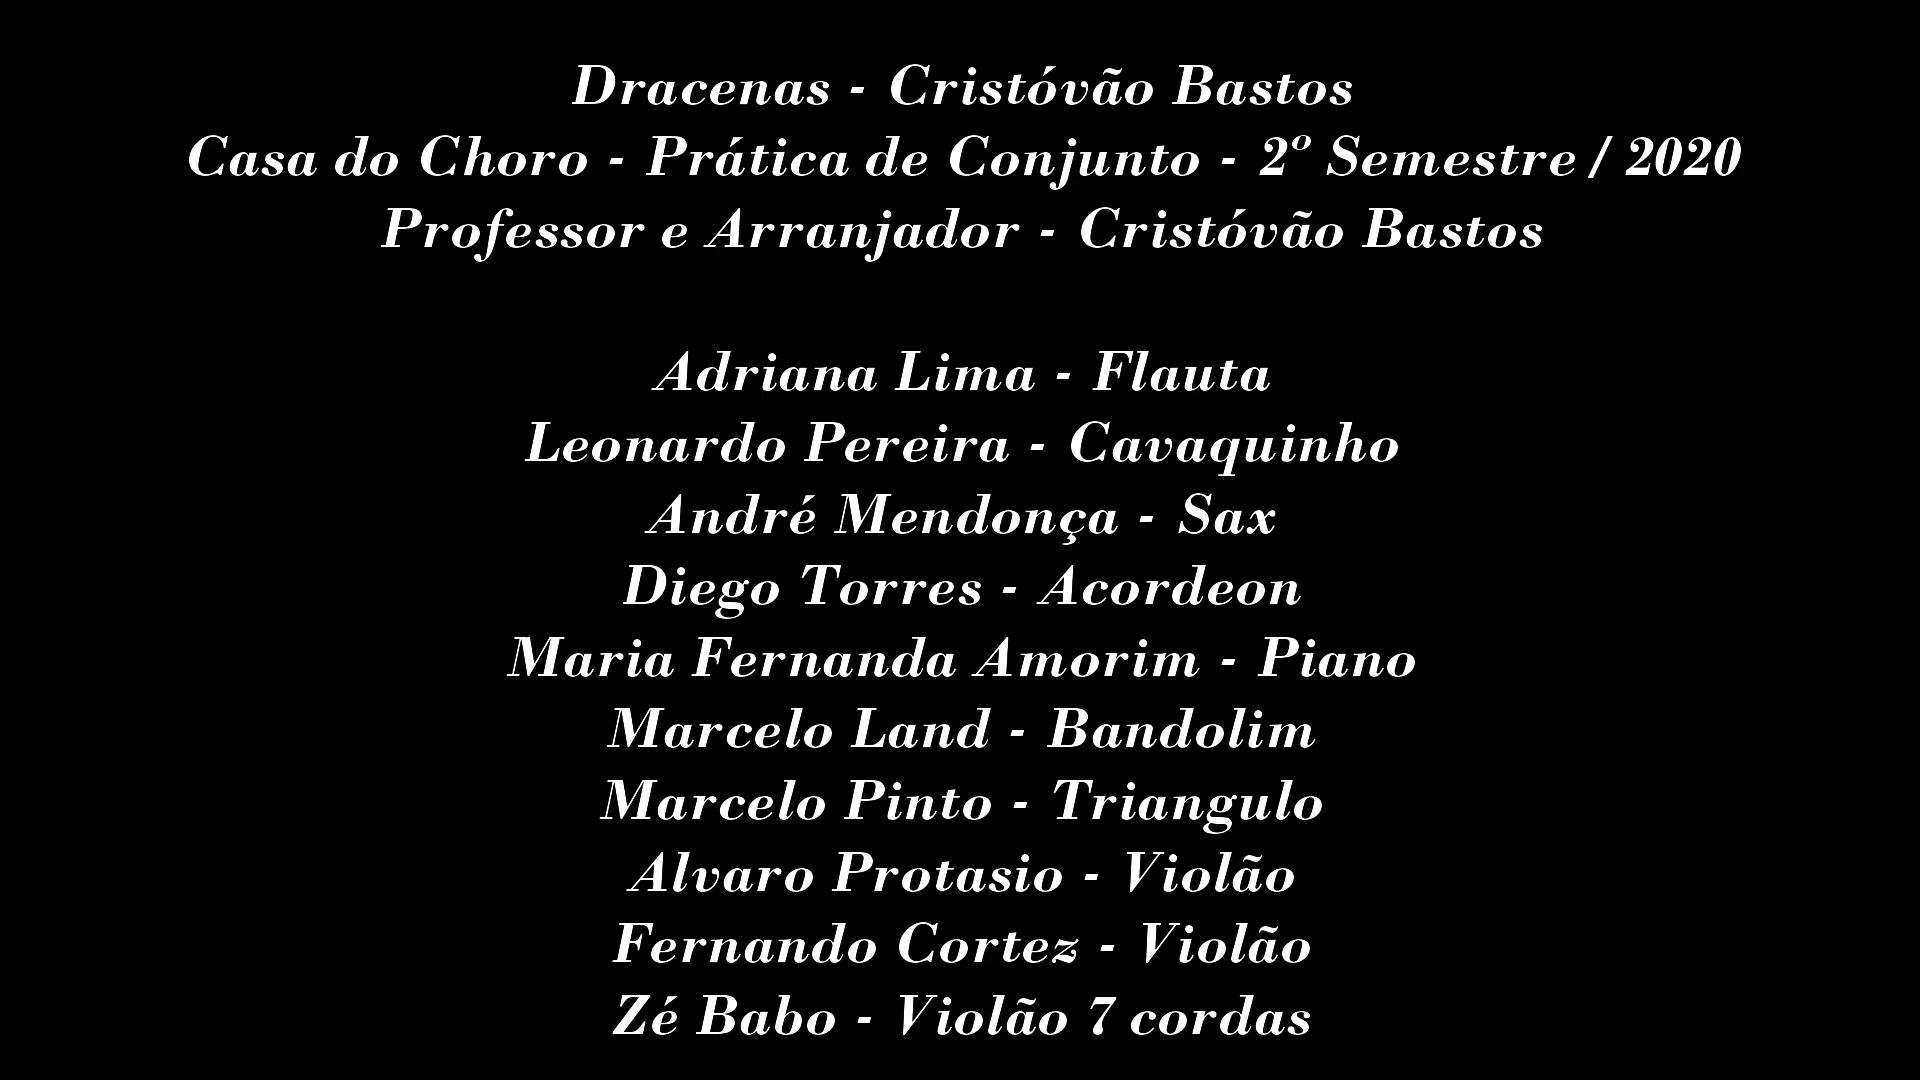 Dracenas - Cristóvão Bastos
Casa do Choro - Prática de Conjunto - 2º Semestre / 2020
Professor e Arranjador - Cristóvão Bastos
Adriana Lima - Flauta
Leonardo Pereira - Cavaquinho
André Mendonça - Sax
Diego Torres - Acordeon
Maria Fernanda Amorim - Piano
Marcelo Land - Bandolim
Marcelo Pinto - Triangulo
Alvaro Protasio - Violão
Fernando Cortez - Violão
Zé Babo - Violão 7 cordas